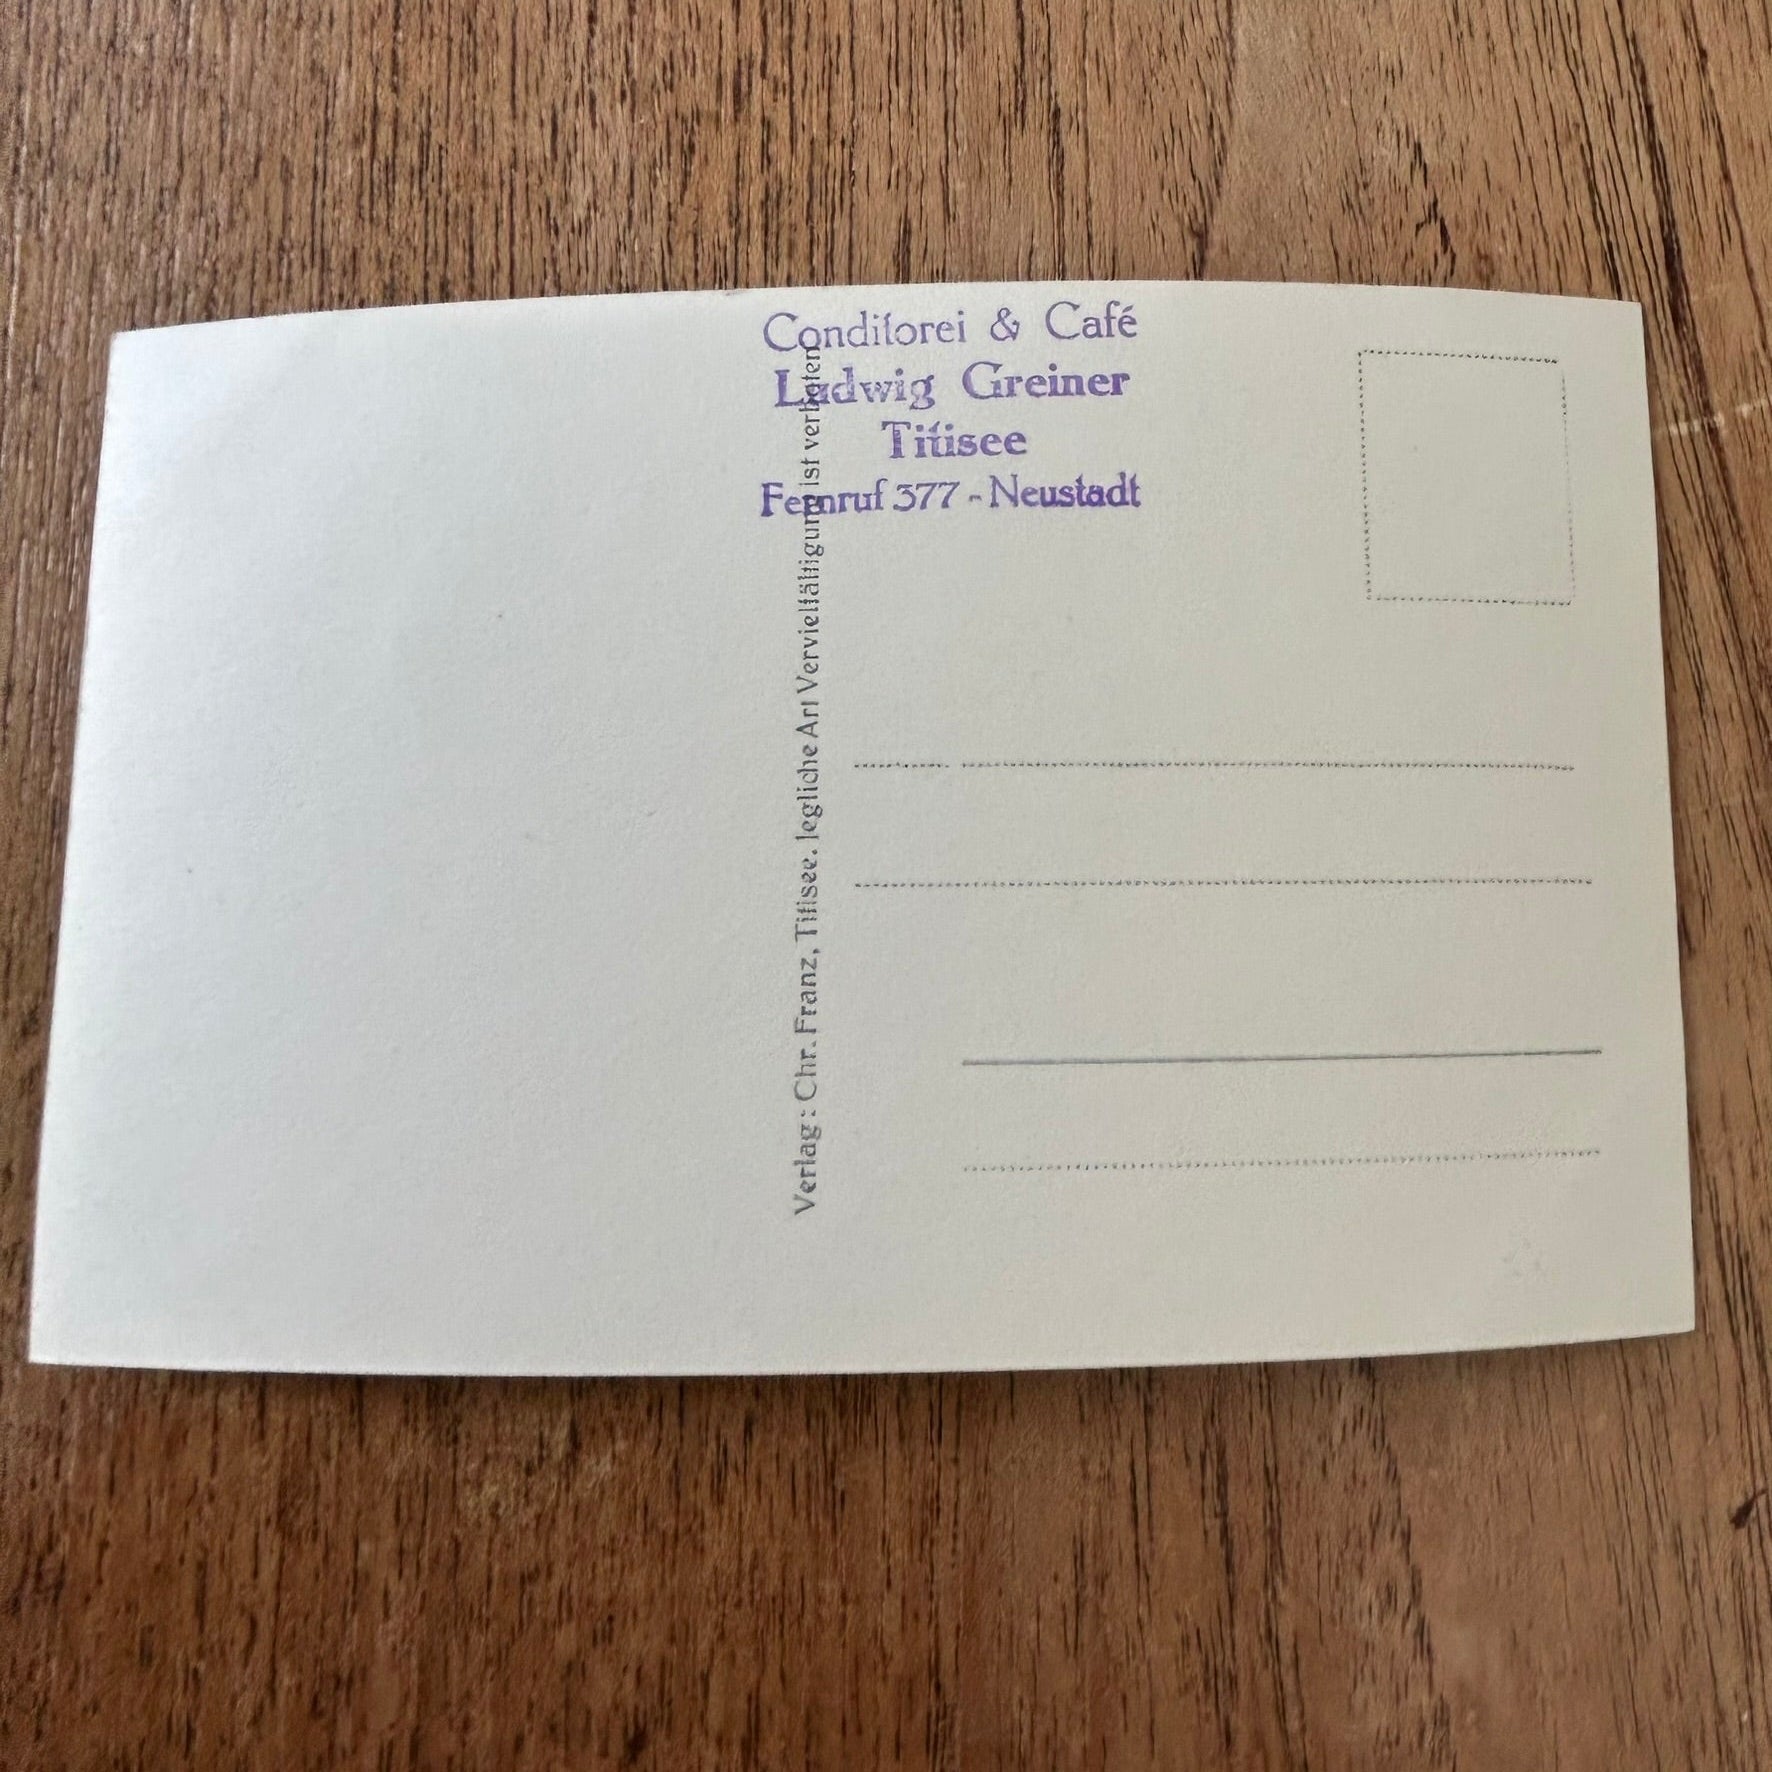 Conditorei & Café
Ludwig Greiner
Titisee
Fernruf 377 - Neustadt
Verlag: Chr. Franz, Titisee. Jegliche Art Vervielfältigung ist verboten